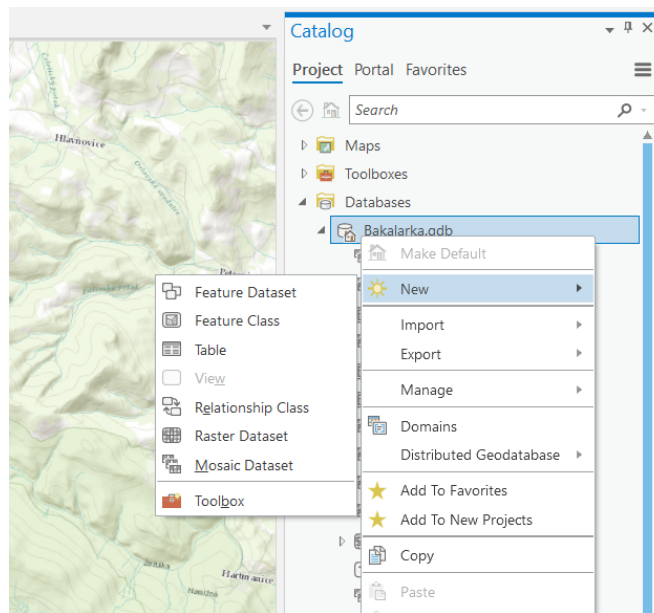 Catalog
Project Portal Favorites
Search
Maps
Toolboxes
Databases
Bakalarka.gdb
Make Default
New
Import
Export
Manage
Domains
Distributed Geodatabase
Add To Favorites
Add To New Projects
Copy
Paste
Feature Dataset
Feature Class
Table
View
Relationship Class
Raster Dataset
Mosaic Dataset
Toolbox
Hlavnovice
Hartmanice